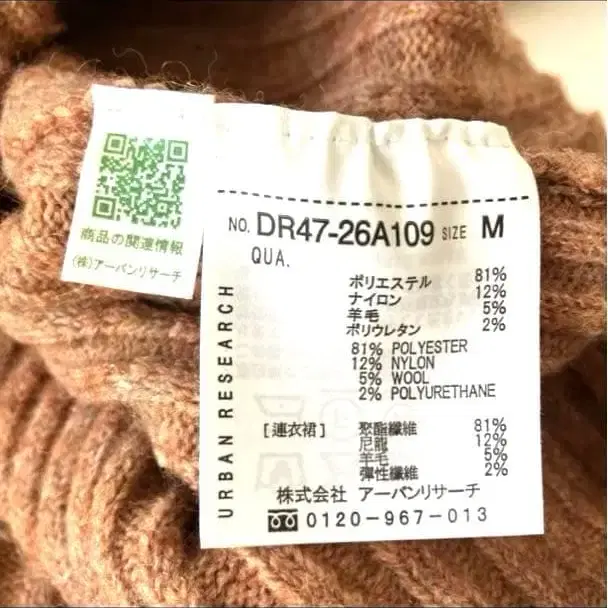 商品の関連情報
(株)アーバンリサーチ
NO. DR47-26A109 SIZE M
QUA.
URBAN RESEARCH
ポリエステル 81%
ナイロン 12%
羊毛 5%
ポリウレタン 2%
81% POLYESTER
12% NYLON
5% WOOL
2% POLYURETHANE
[連衣裙] 聚酯纖維 81%
尼龍 12%
羊毛 5%
彈性纖維 2%
株式会社 アーバンリサーチ
0120-967-013